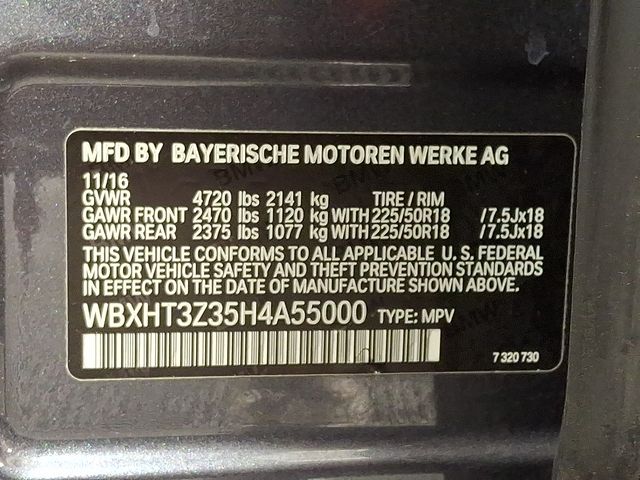 MFD BY BAYERISCHE MOTOREN WERKE AG
11/16
GVWR 4720 lbs 2141 kg TIRE / RIM
GAWR FRONT 2470 lbs 1120 kg WITH 225/50R18 /7.5Jx18
GAWR REAR 2375 lbs 1077 kg WITH 225/50R18 /7.5Jx18
THIS VEHICLE CONFORMS TO ALL APPLICABLE U. S. FEDERAL
MOTOR VEHICLE SAFETY AND THEFT PREVENTION STANDARDS
IN EFFECT ON THE DATE OF MANUFACTURE SHOWN ABOVE.
WBXHT3Z35H4A55000 TYPE: MPV
7 320 730